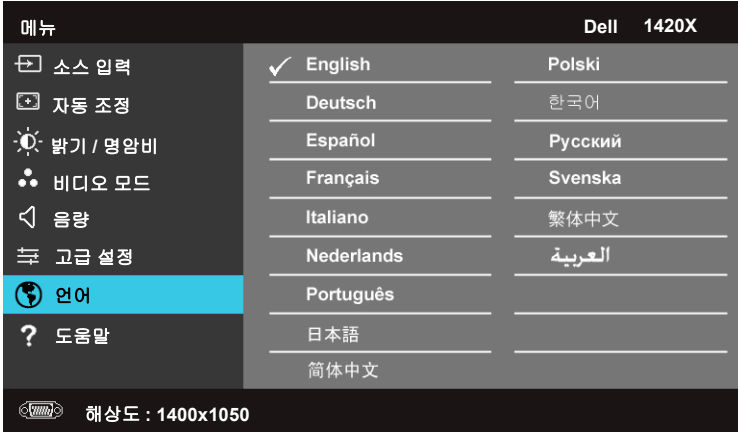 메뉴
Dell 1420X
소스 입력
자동 조정
밝기 / 명암비
비디오 모드
음량
고급 설정
언어
도움말
English
Deutsch
Español
Français
Italiano
Nederlands
Português
日本語
简体中文
Polski
한국어
Русский
Svenska
繁体中文
العربية
해상도 : 1400x1050